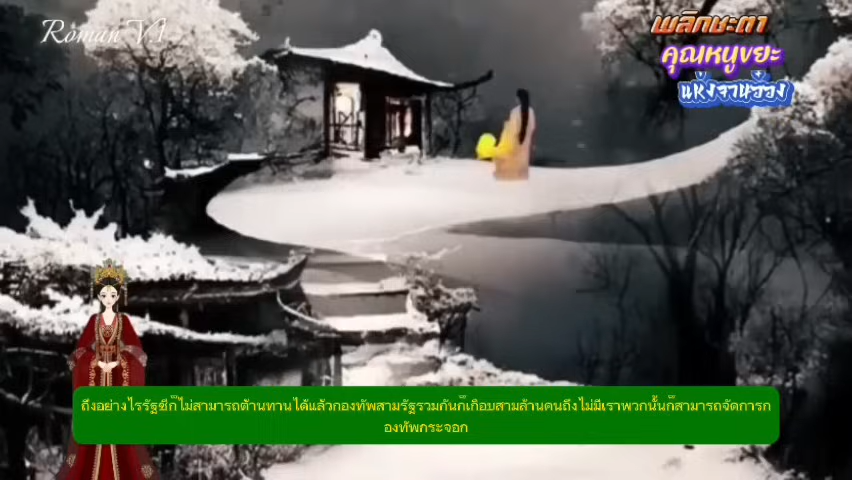 Roman V1
พลิกชะตา
คุณหนูขยะ
แห่งจวนอ๋อง
ถึงอย่างไรรัฐซีก็ไม่สามารถต้านทานได้แล้วกองทัพสามรัฐรวมกันก็เกือบสามล้านคนถึงไม่มีเราพวกนั้นก็สามารถจัดการก
องทัพกระจอก